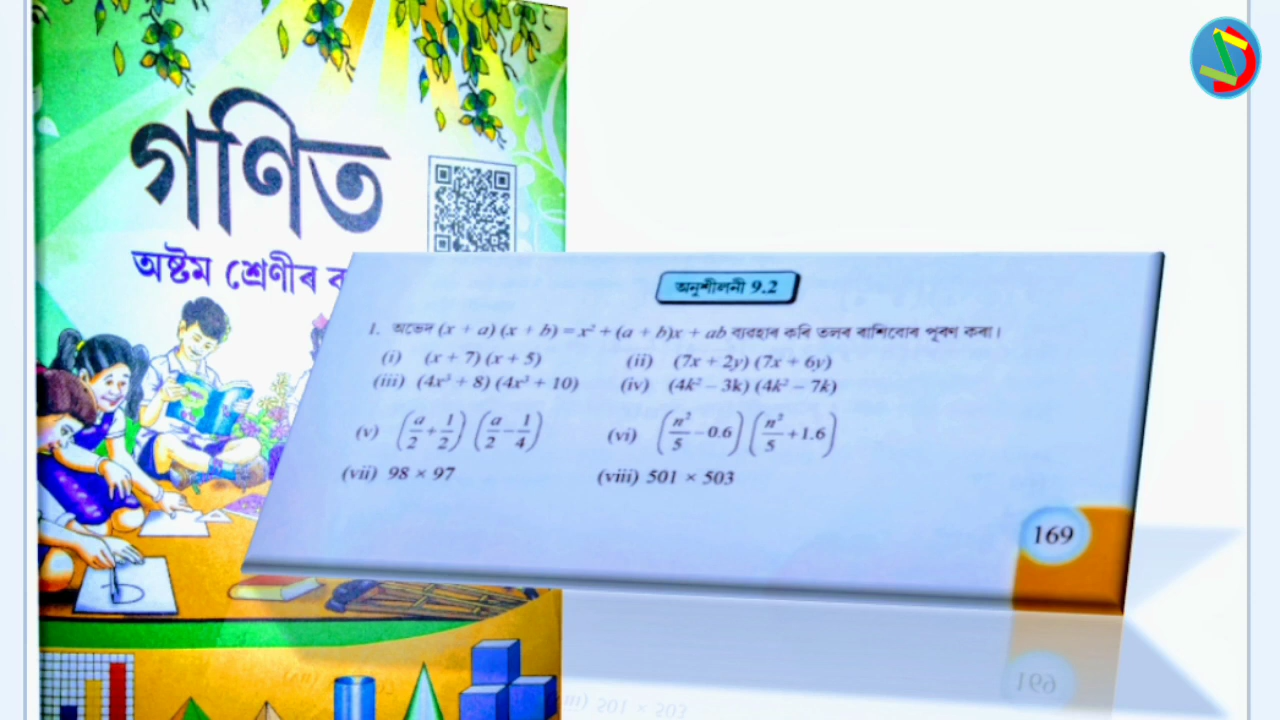 গণিত
অষ্টম শ্ৰেণীৰ
অনুশীলনী 9.2
1. অভেদ (x + a) (x + b) = x² + (a + b)x + ab ব্যৱহাৰ কৰি তলৰ ৰাশিবোৰ পূৰণ কৰা।
(i) (x + 7) (x + 5) (ii) (7x + 2y) (7x + 6y)
(iii) (4x³ + 8) (4x³ + 10) (iv) (4k² – 3k) (4k² – 7k)
(v) (a/2 + 1/2) (a/2 – 1/4) (vi) (n²/5 – 0.6) (n²/5 + 1.6)
(vii) 98 × 97 (viii) 501 × 503
169